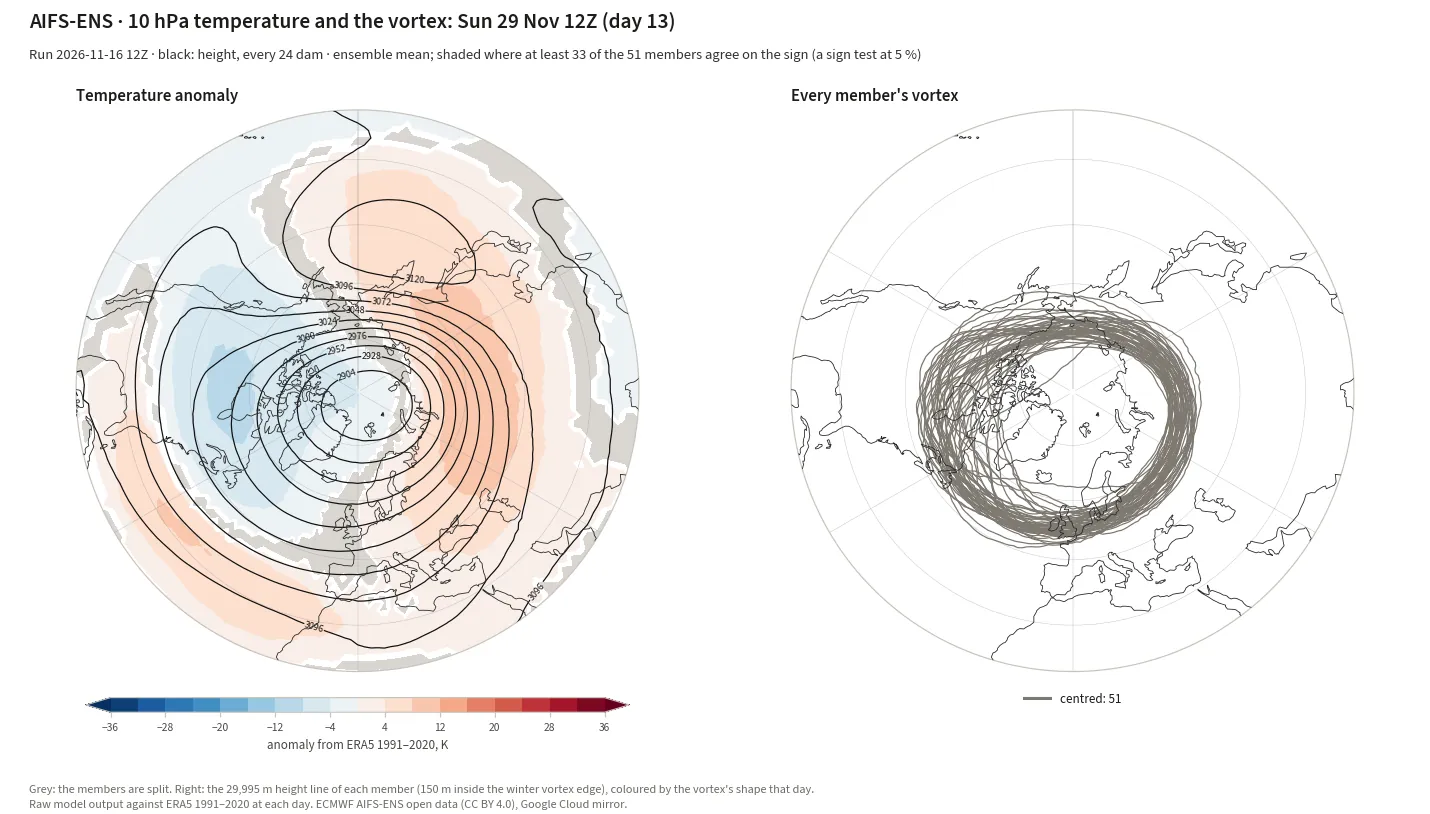 AIFS-ENS · 10 hPa temperature and the vortex: Sun 29 Nov 12Z (day 13)
Run 2026-11-16 12Z · black: height, every 24 dam · ensemble mean; shaded where at least 33 of the 51 members agree on the sign (a sign test at 5 %)
Temperature anomaly
Every member's vortex
3120
3096
3072
3048
3024
3000
2976
2952
2928
2904
3096
3096
centred: 51
−36 −28 −20 −12 −4 4 12 20 28 36
anomaly from ERA5 1991–2020, K
Grey: the members are split. Right: the 29,995 m height line of each member (150 m inside the winter vortex edge), coloured by the vortex's shape that day.
Raw model output against ERA5 1991–2020 at each day. ECMWF AIFS-ENS open data (CC BY 4.0), Google Cloud mirror.